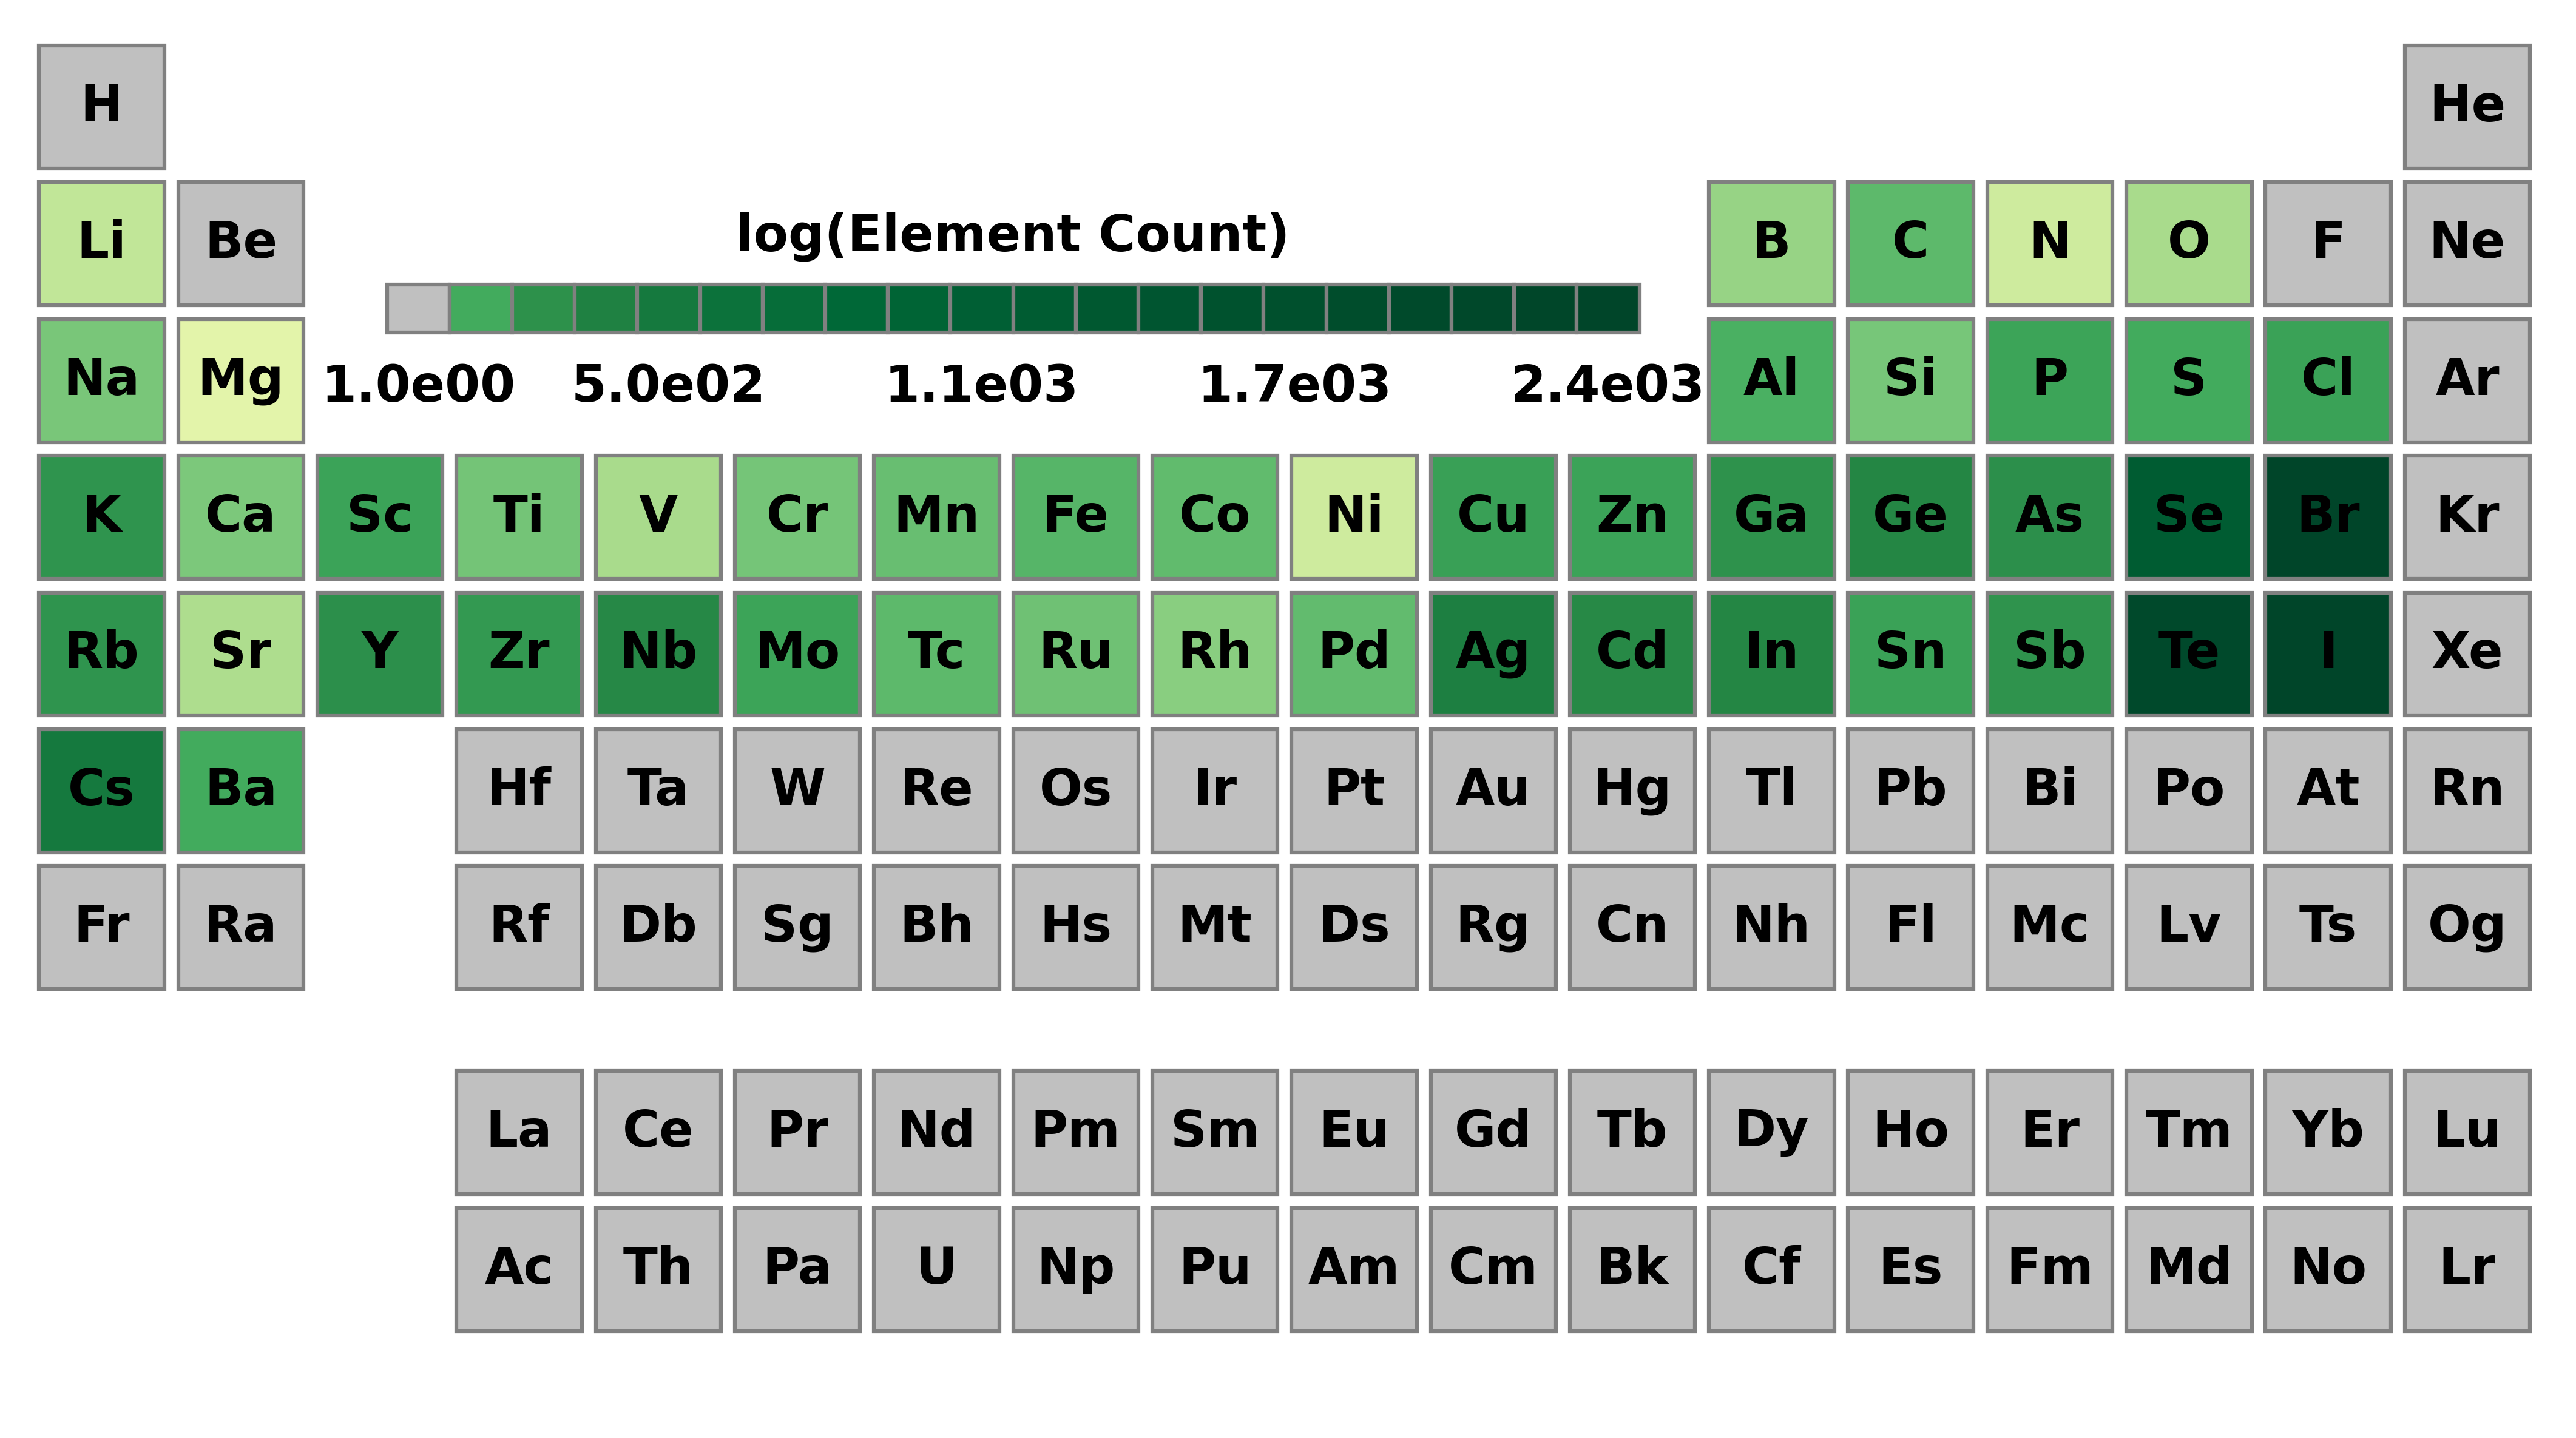 H He
Li Be log(Element Count) B C N O F Ne
Na Mg 1.0e00 5.0e02 1.1e03 1.7e03 2.4e03 Al Si P S Cl Ar
K Ca Sc Ti V Cr Mn Fe Co Ni Cu Zn Ga Ge As Se Br Kr
Rb Sr Y Zr Nb Mo Tc Ru Rh Pd Ag Cd In Sn Sb Te I Xe
Cs Ba Hf Ta W Re Os Ir Pt Au Hg Tl Pb Bi Po At Rn
Fr Ra Rf Db Sg Bh Hs Mt Ds Rg Cn Nh Fl Mc Lv Ts Og
La Ce Pr Nd Pm Sm Eu Gd Tb Dy Ho Er Tm Yb Lu
Ac Th Pa U Np Pu Am Cm Bk Cf Es Fm Md No Lr